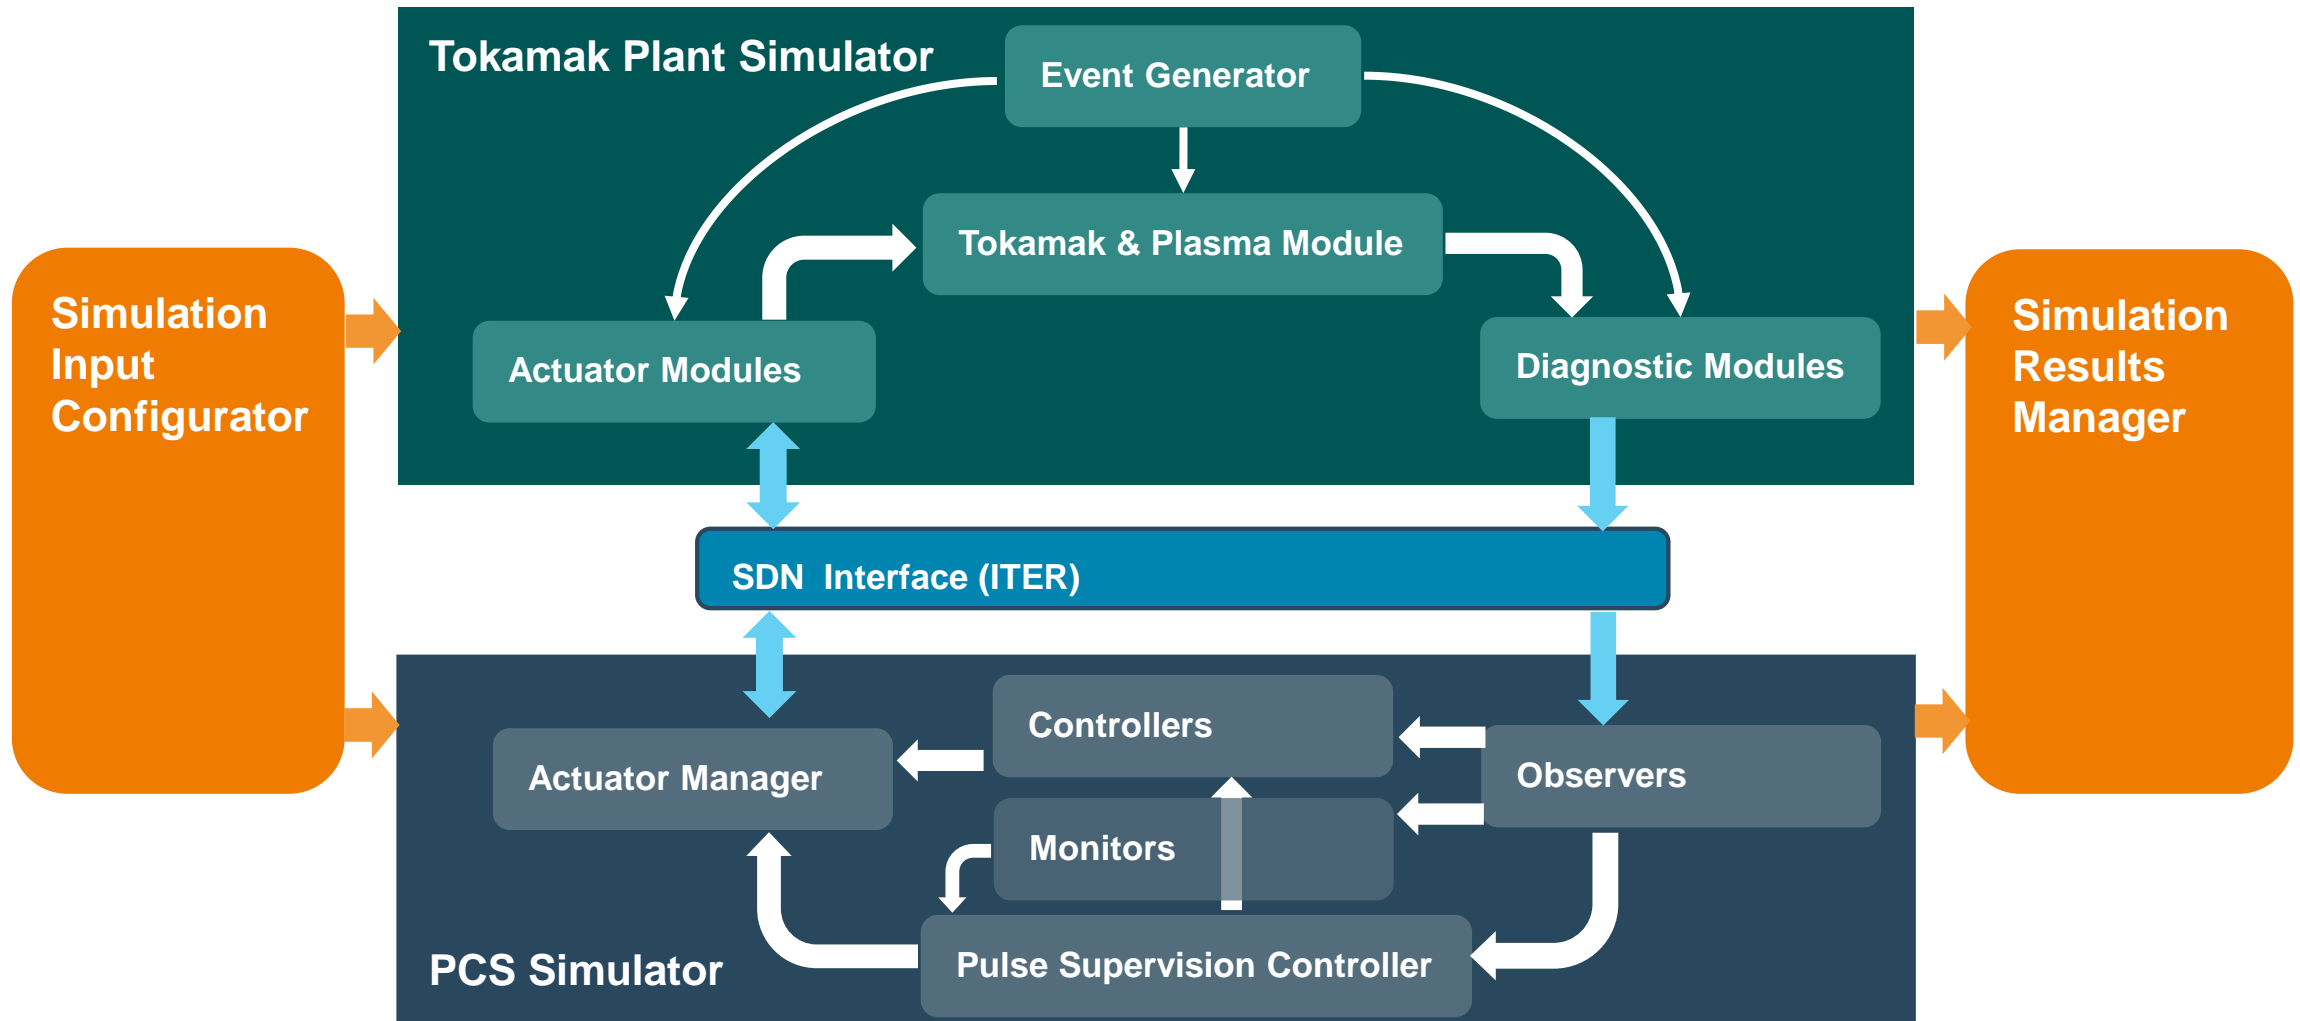 Tokamak Plant Simulator
Event Generator
Tokamak & Plasma Module
Actuator Modules
Diagnostic Modules
Simulation
Input
Configurator
Simulation
Results
Manager
SDN  Interface (ITER)
Controllers
Actuator Manager
Observers
Monitors
Pulse Supervision Controller
PCS Simulator